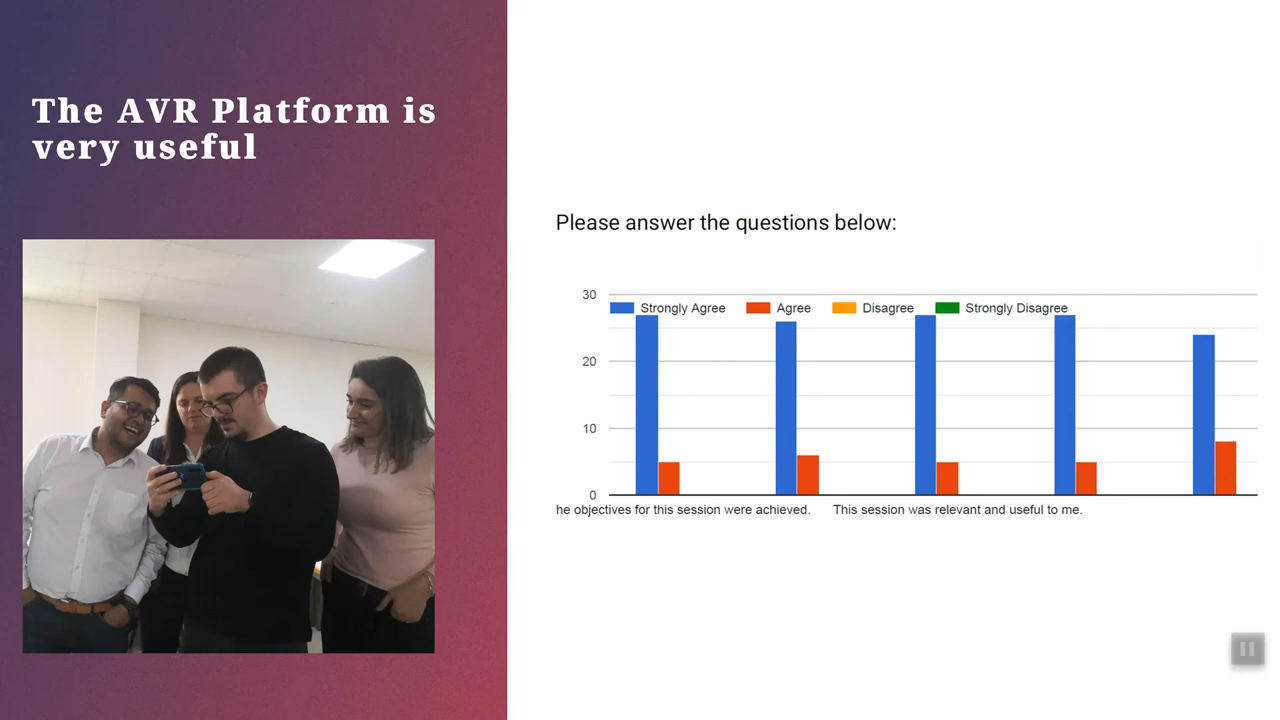 The AVR Platform is
very useful
Please answer the questions below:
30
Strongly Agree
Agree
Disagree
Strongly Disagree
20
10
0
he objectives for this session were achieved.
This session was relevant and useful to me.